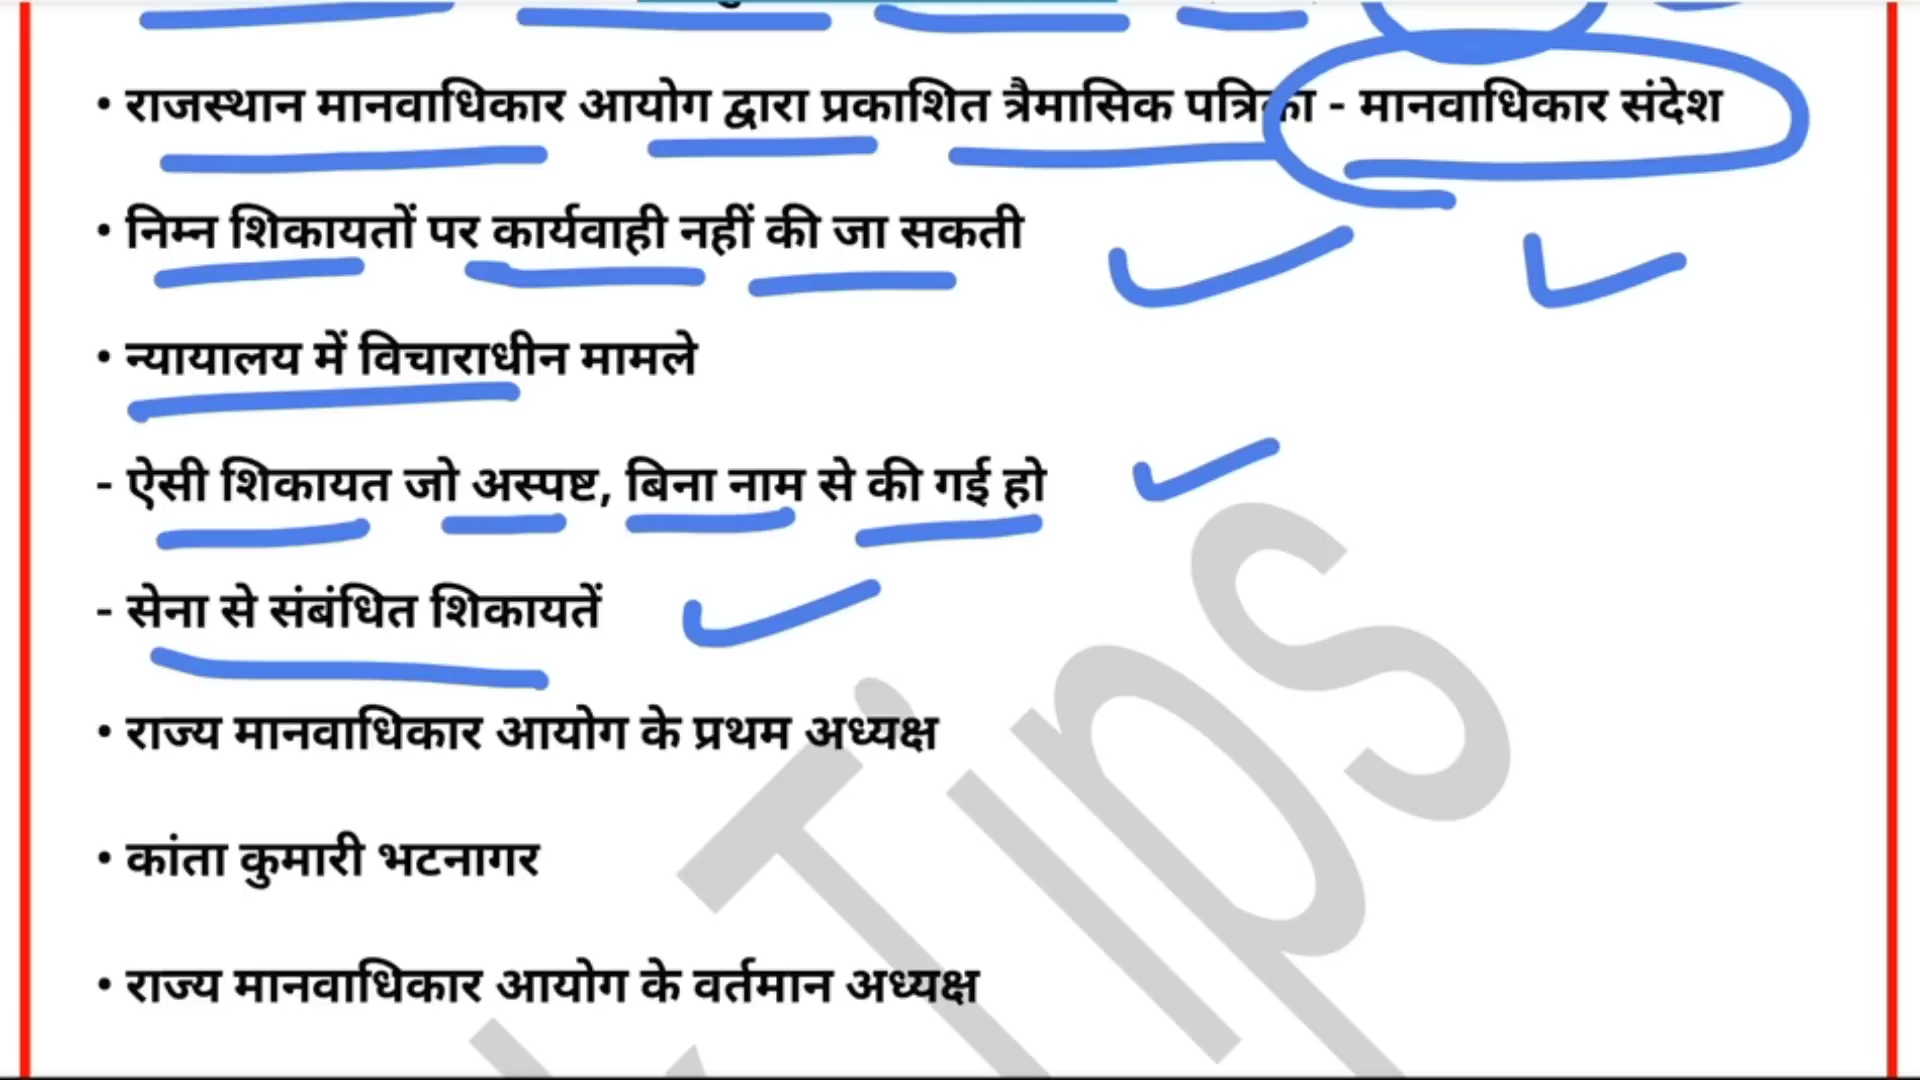 • राजस्थान मानवाधिकार आयोग द्वारा प्रकाशित त्रैमासिक पत्रिका - मानवाधिकार संदेश
• निम्न शिकायतों पर कार्यवाही नहीं की जा सकती
• न्यायालय में विचाराधीन मामले
- ऐसी शिकायत जो अस्पष्ट, बिना नाम से की गई हो
- सेना से संबंधित शिकायतें
• राज्य मानवाधिकार आयोग के प्रथम अध्यक्ष
• कांता कुमारी भटनागर
• राज्य मानवाधिकार आयोग के वर्तमान अध्यक्ष
Tips